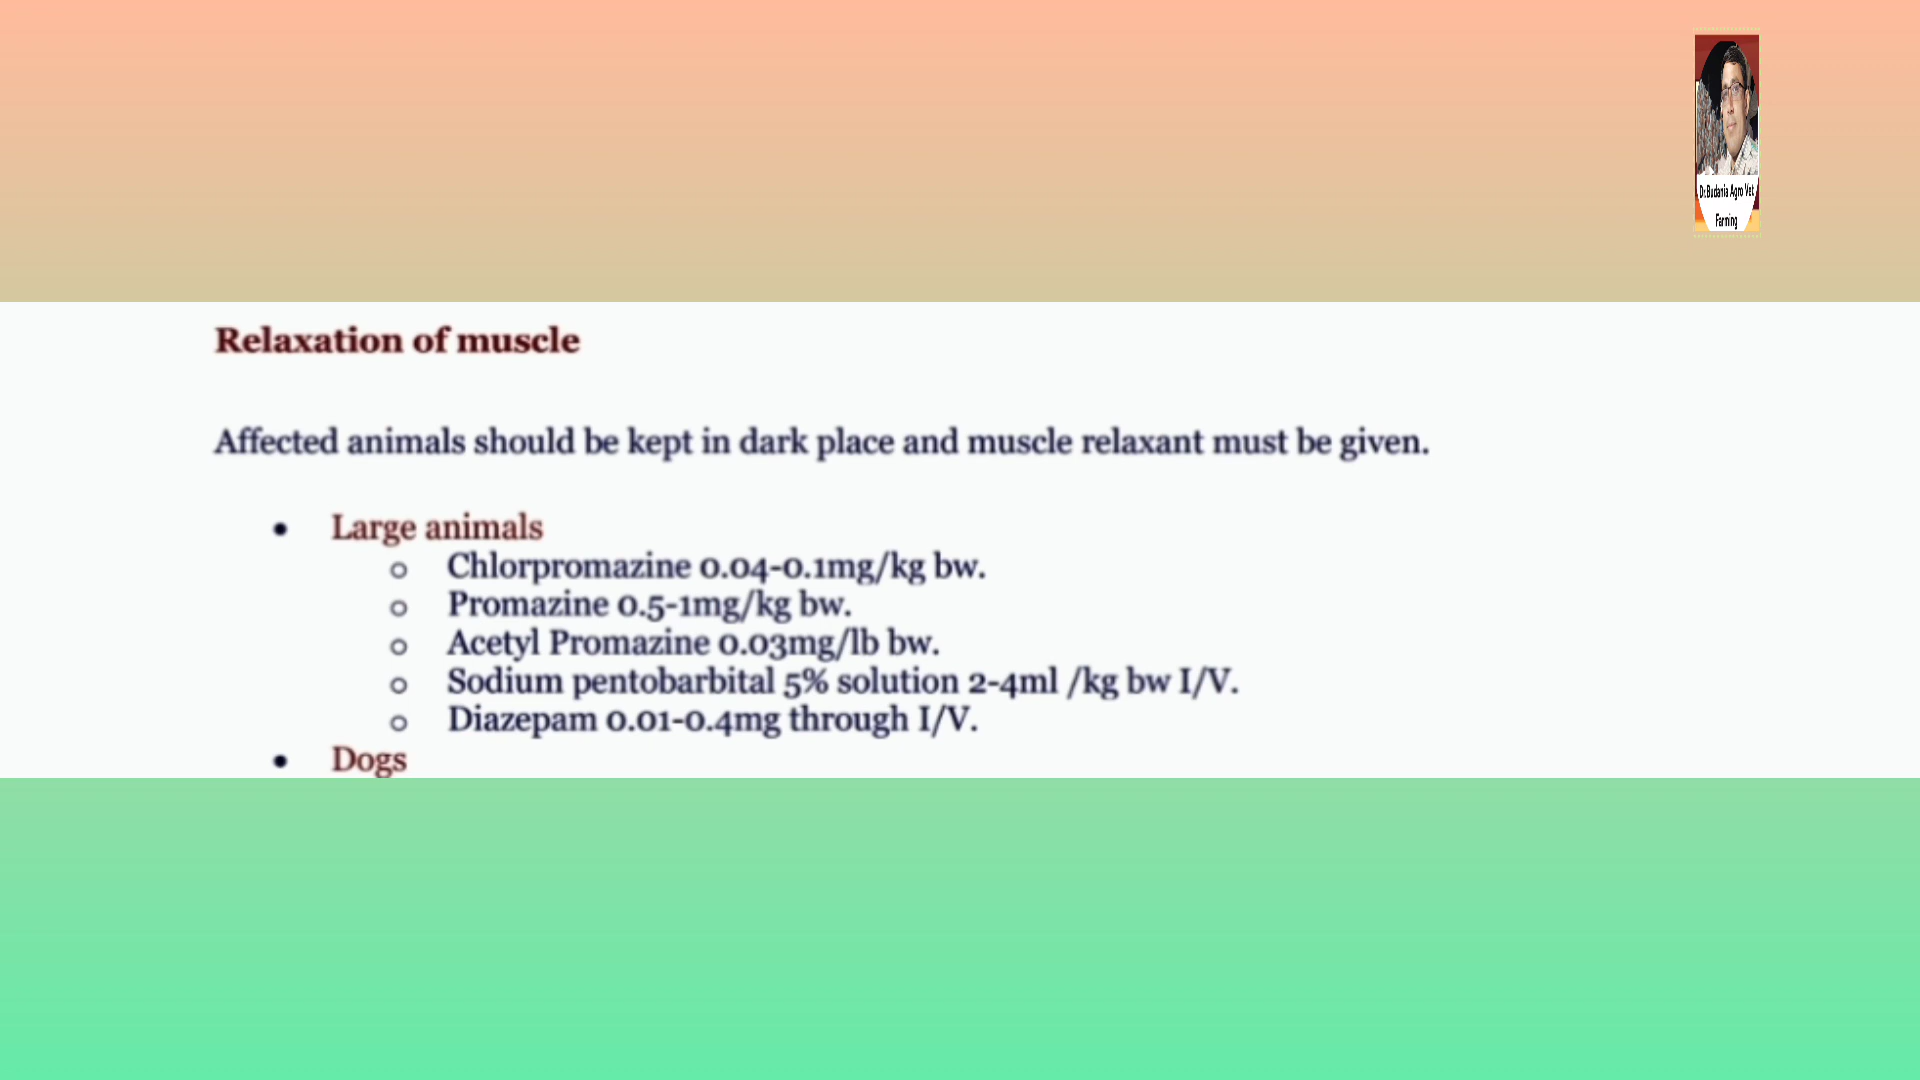 Dr.Budania Agro Vet
Farming
Relaxation of muscle
Affected animals should be kept in dark place and muscle relaxant must be given.
• Large animals
o Chlorpromazine 0.04-0.1mg/kg bw.
o Promazine 0.5-1mg/kg bw.
o Acetyl Promazine 0.03mg/lb bw.
o Sodium pentobarbital 5% solution 2-4ml /kg bw I/V.
o Diazepam 0.01-0.4mg through I/V.
• Dogs